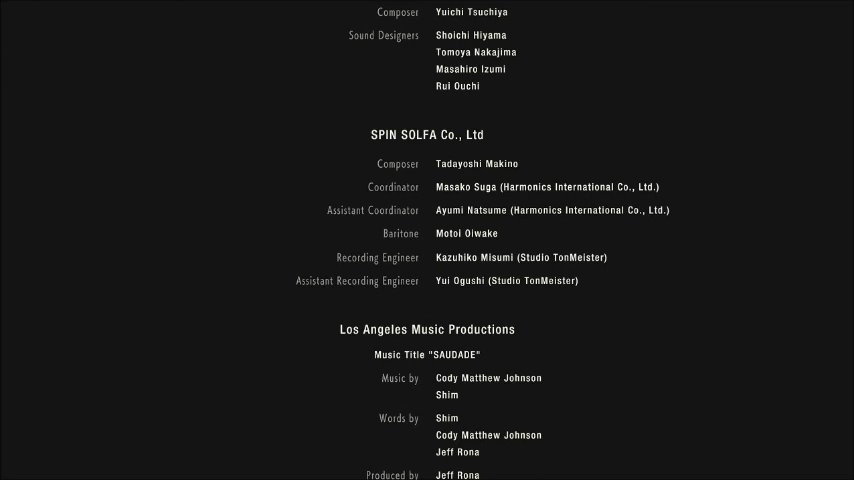 Composer Yuichi Tsuchiya
Sound Designers Shoichi Hiyama
Tomoya Nakajima
Masahiro Izumi
Rui Ouchi
SPIN SOLFA Co., Ltd
Composer Tadayoshi Makino
Coordinator Masako Suga (Harmonics International Co., Ltd.)
Assistant Coordinator Ayumi Natsume (Harmonics International Co., Ltd.)
Baritone Motoi Oiwake
Recording Engineer Kazuhiko Misumi (Studio TonMeister)
Assistant Recording Engineer Yui Ogushi (Studio TonMeister)
Los Angeles Music Productions
Music Title "SAUDADE"
Music by Cody Matthew Johnson
Shim
Words by Shim
Cody Matthew Johnson
Jeff Rona
Produced by Jeff Rona